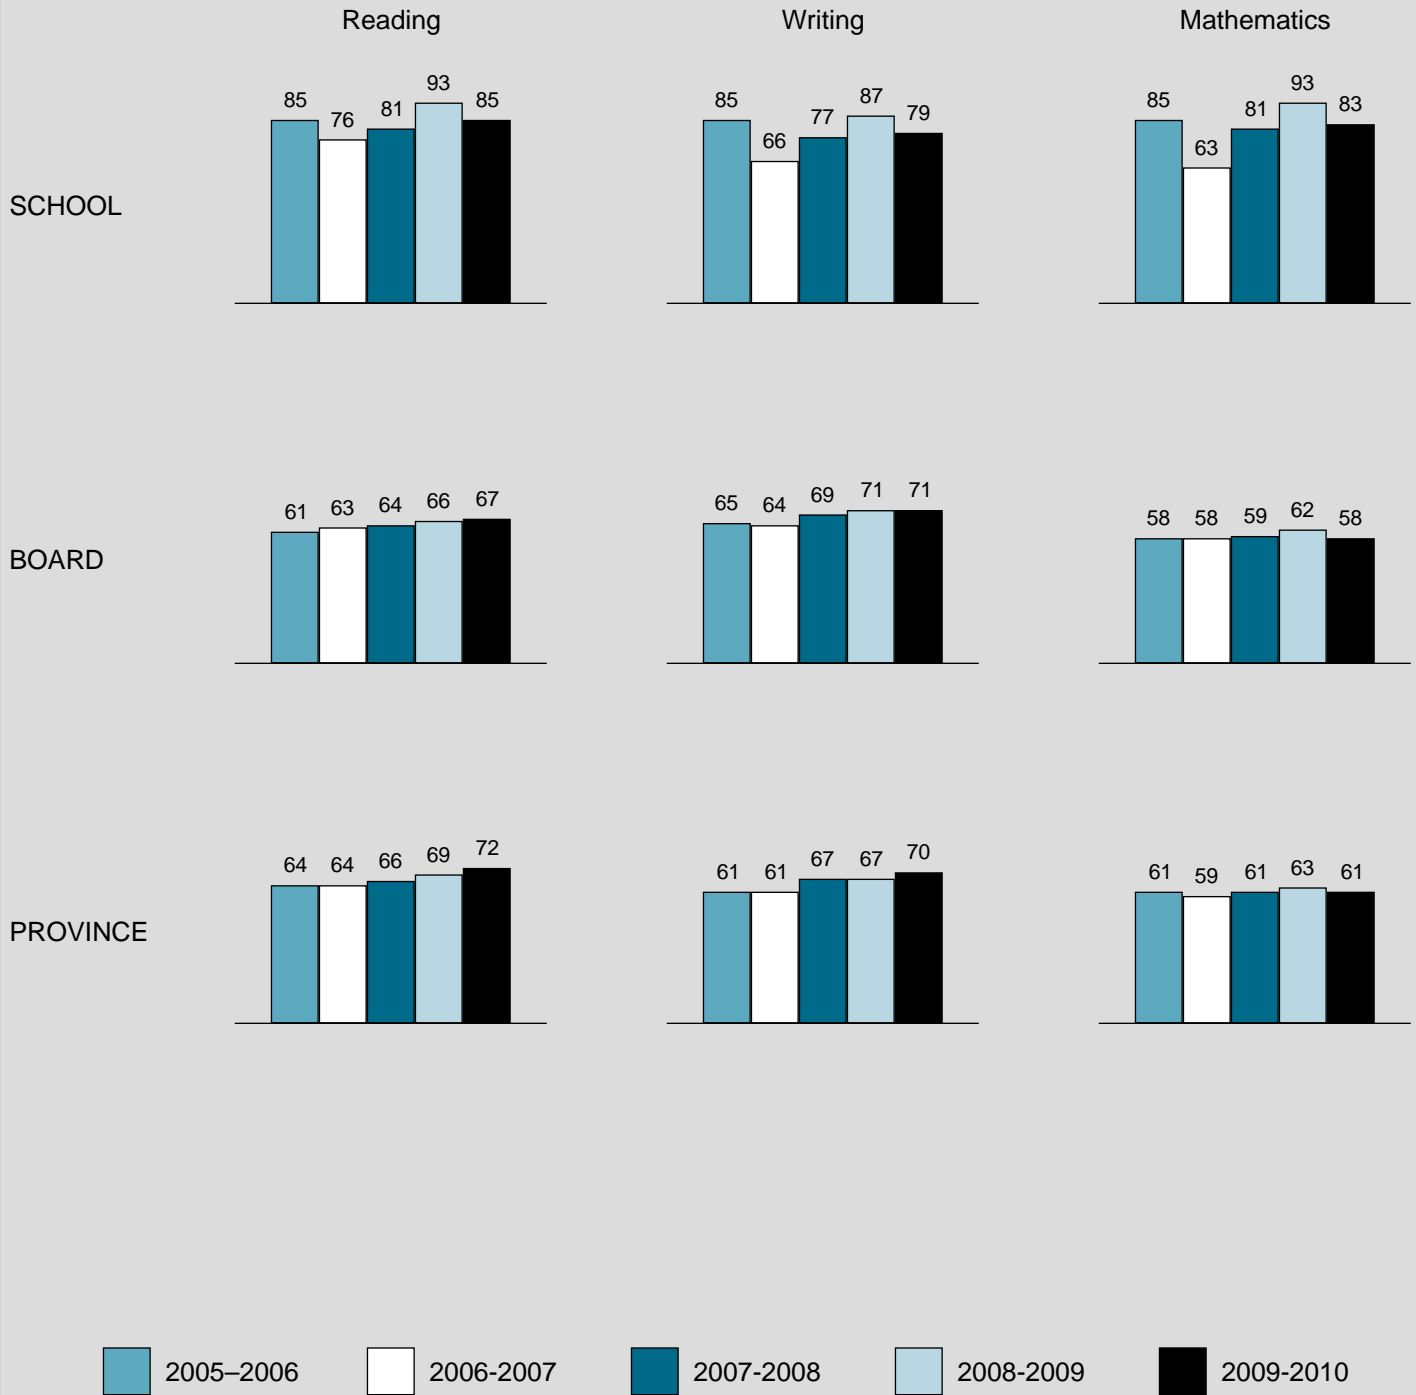 Reading Writing Mathematics
SCHOOL
85 76 81 93 85
85 66 77 87 79
85 63 81 93 83
BOARD
61 63 64 66 67
65 64 69 71 71
58 58 59 62 58
PROVINCE
64 64 66 69 72
61 61 67 67 70
61 59 61 63 61
2005–2006 2006-2007 2007-2008 2008-2009 2009-2010